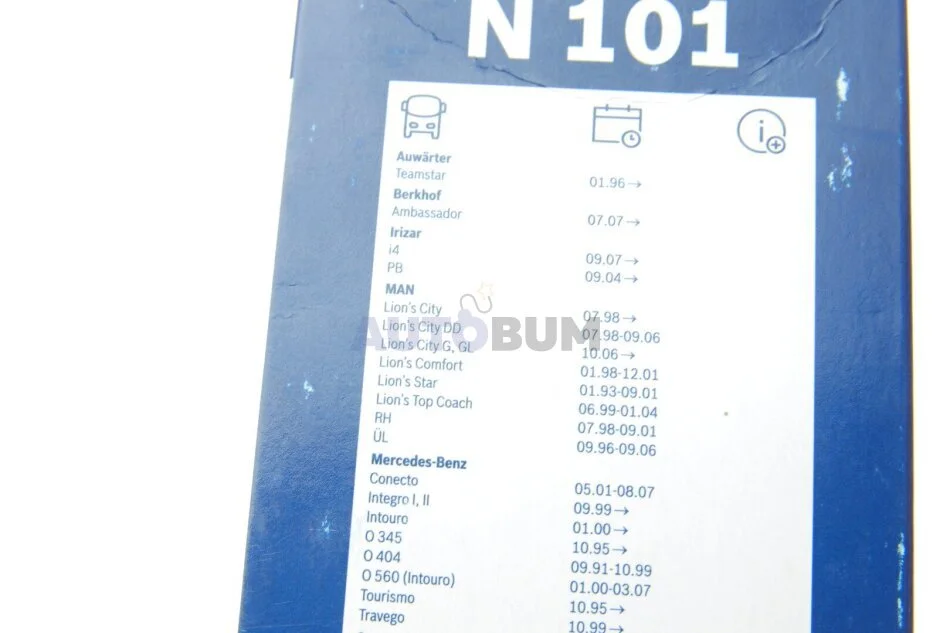 N 101
Auwärter
Teamstar 01.96→
Berkhof
Ambassador 07.07→
Irizar
i4 09.07→
PB 09.04→
MAN
Lion's City 07.98→
Lion's City DD 07.98-09.06
AUTOBUM
Lion's City G, GL 10.06→
Lion's Comfort 01.98-12.01
Lion's Star 01.93-09.01
Lion's Top Coach 06.99-01.04
RH 07.98-09.01
ÜL 09.96-09.06
Mercedes-Benz
Conecto 05.01-08.07
Integro I, II 09.99→
Intouro 01.00→
O 345 10.95→
O 404 09.91-10.99
O 560 (Intouro) 01.00-03.07
Tourismo 10.95→
Travego 10.99→